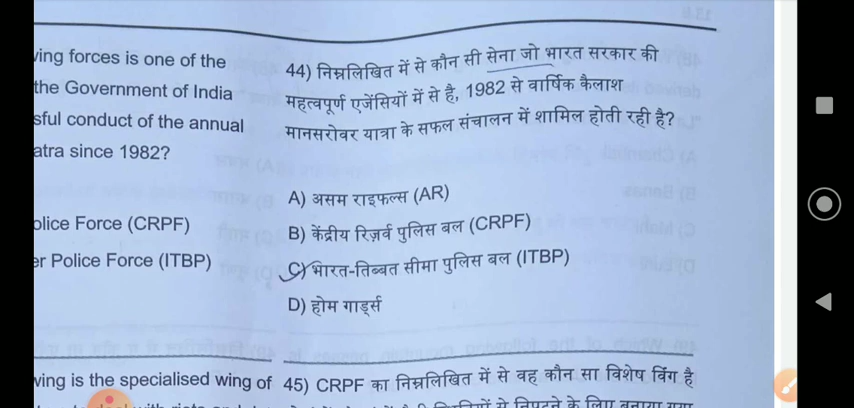 ving forces is one of the
the Government of India
sful conduct of the annual
atra since 1982?
olice Force (CRPF)
er Police Force (ITBP)
wing is the specialised wing of
44) निम्नलिखित में से कौन सी सेना जो भारत सरकार की
महत्वपूर्ण एजेंसियों में से है, 1982 से वार्षिक कैलाश
मानसरोवर यात्रा के सफल संचालन में शामिल होती रही है?
A) असम राइफल्स (AR)
B) केंद्रीय रिज़र्व पुलिस बल (CRPF)
C) भारत-तिब्बत सीमा पुलिस बल (ITBP)
D) होम गार्ड्स
45) CRPF का निम्नलिखित में से वह कौन सा विशेष विंग है